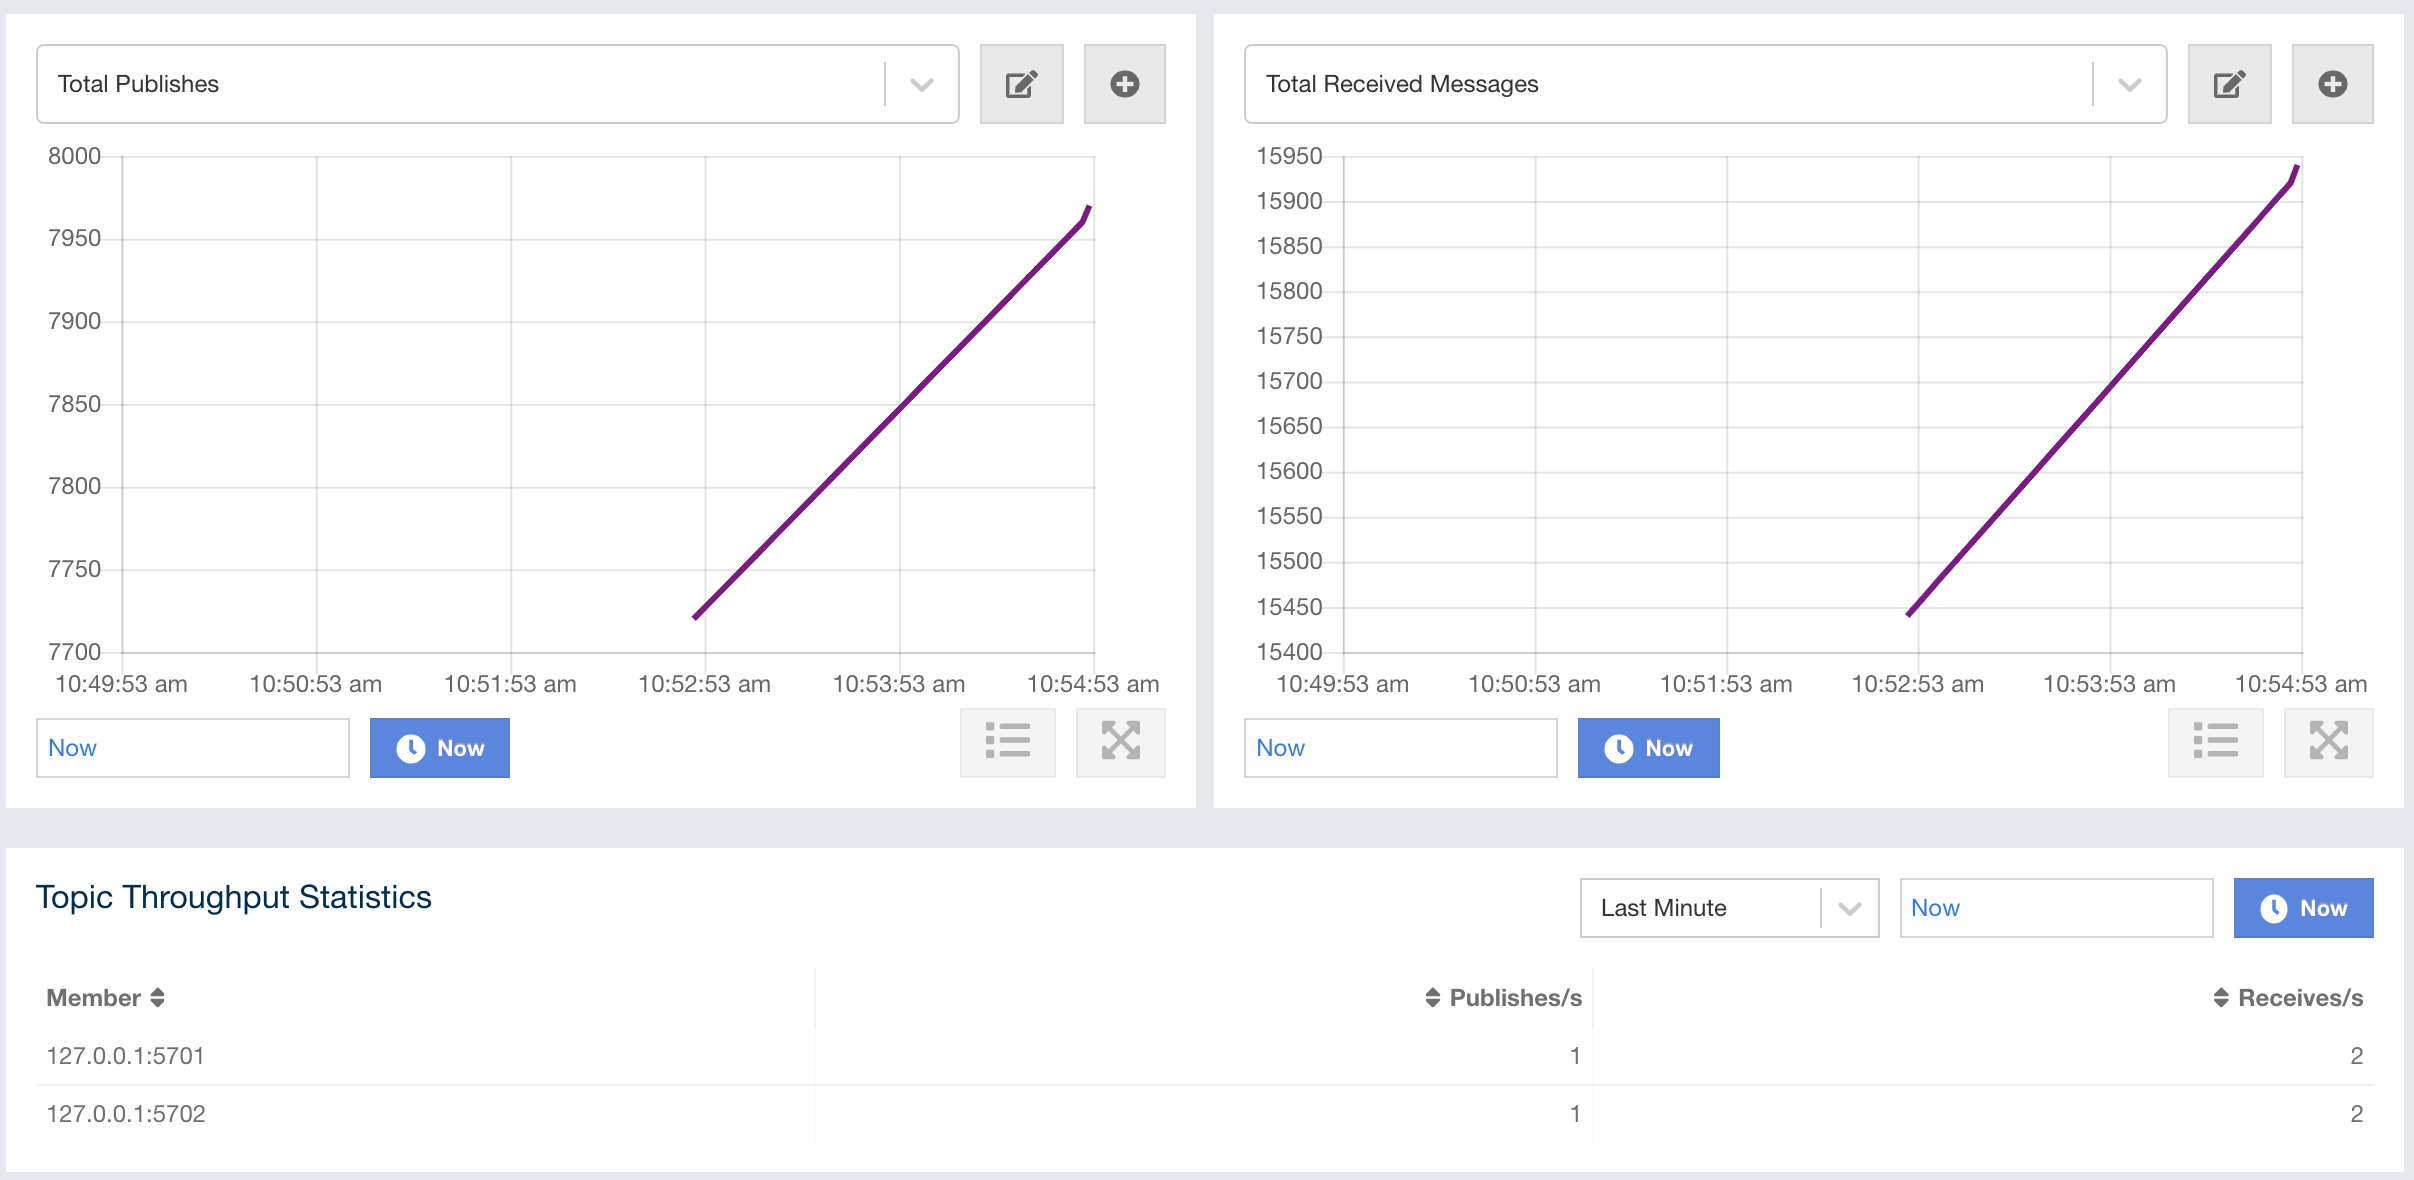 Total Publishes
8000
7950
7900
7850
7800
7750
7700
10:49:53 am 10:50:53 am 10:51:53 am 10:52:53 am 10:53:53 am 10:54:53 am
Now Now
Total Received Messages
15950
15900
15850
15800
15750
15700
15650
15600
15550
15500
15450
15400
10:49:53 am 10:50:53 am 10:51:53 am 10:52:53 am 10:53:53 am 10:54:53 am
Now Now
Topic Throughput Statistics Last Minute Now Now
Member Publishes/s Receives/s
127.0.0.1:5701 1 2
127.0.0.1:5702 1 2